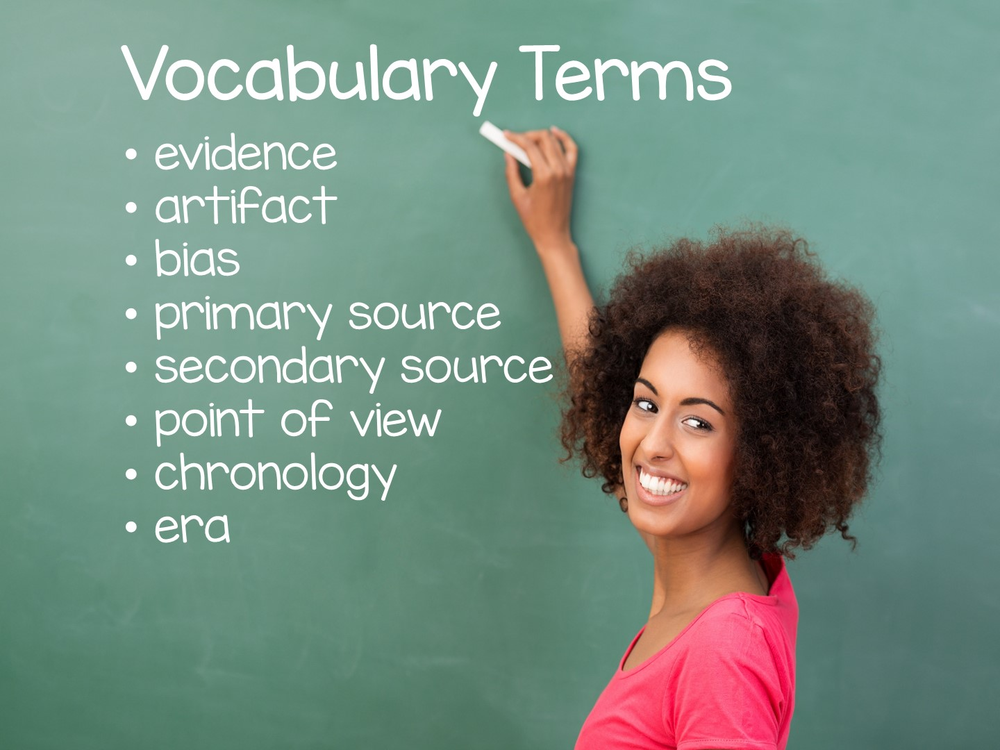 Vocabulary Terms
• evidence
• artifact
• bias
• primary source
• secondary source
• point of view
• chronology
• era